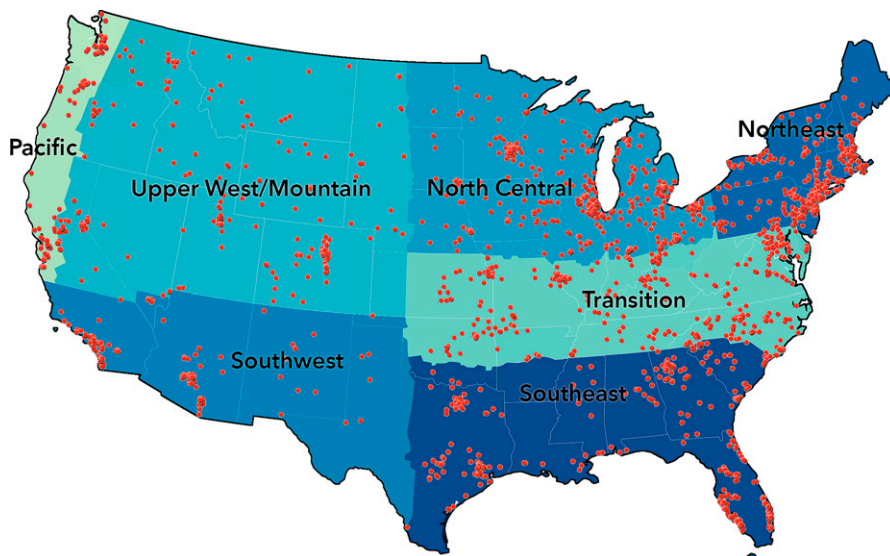 Northeast
Pacific
Upper West/Mountain
North Central
Transition
Southwest
Southeast